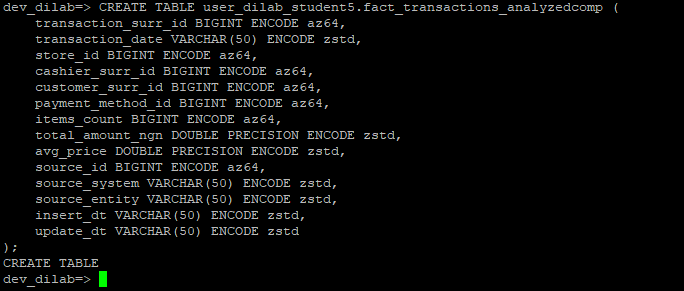 dev_dilab=> CREATE TABLE user_dilab_student5.fact_transactions_analyzedcomp (
    transaction_surr_id BIGINT ENCODE az64,
    transaction_date VARCHAR(50) ENCODE zstd,
    store_id BIGINT ENCODE az64,
    cashier_surr_id BIGINT ENCODE az64,
    customer_surr_id BIGINT ENCODE az64,
    payment_method_id BIGINT ENCODE az64,
    items_count BIGINT ENCODE az64,
    total_amount_ngn DOUBLE PRECISION ENCODE zstd,
    avg_price DOUBLE PRECISION ENCODE zstd,
    source_id BIGINT ENCODE az64,
    source_system VARCHAR(50) ENCODE zstd,
    source_entity VARCHAR(50) ENCODE zstd,
    insert_dt VARCHAR(50) ENCODE zstd,
    update_dt VARCHAR(50) ENCODE zstd
);
CREATE TABLE
dev_dilab=>